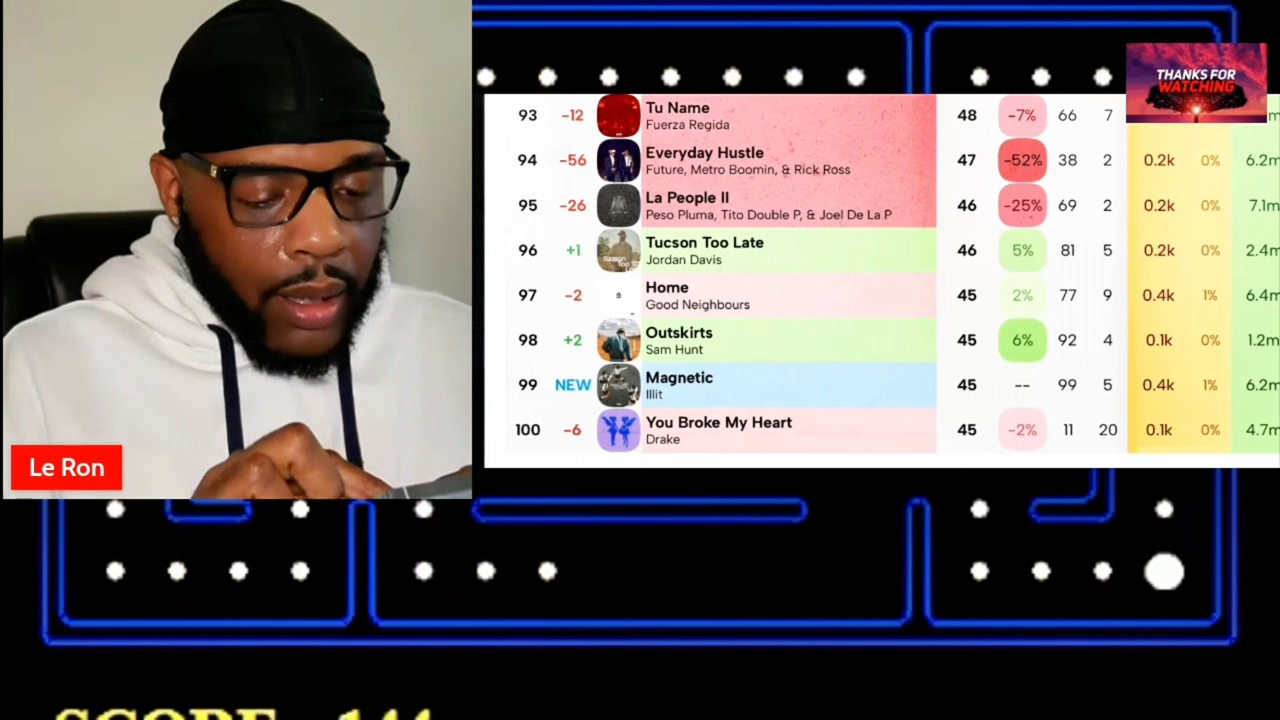 THANKS FOR
WATCHING
93 -12 Tu Name 48 -7% 66 7
Fuerza Regida
94 -56 Everyday Hustle 47 -52% 38 2 0.2k 0% 6.2m
Future, Metro Boomin, & Rick Ross
95 -26 La People II 46 -25% 69 2 0.2k 0% 7.1m
Peso Pluma, Tito Double P, & Joel De La P
96 +1 Tucson Too Late 46 5% 81 5 0.2k 0% 2.4m
Jordan Davis
97 -2 Home 45 2% 77 9 0.4k 1% 6.4m
Good Neighbours
98 +2 Outskirts 45 6% 92 4 0.1k 0% 1.2m
Sam Hunt
99 NEW Magnetic 45 -- 99 5 0.4k 1% 6.2m
Illit
100 -6 You Broke My Heart 45 -2% 11 20 0.1k 0% 4.7m
Drake
Le Ron
SCORE 144